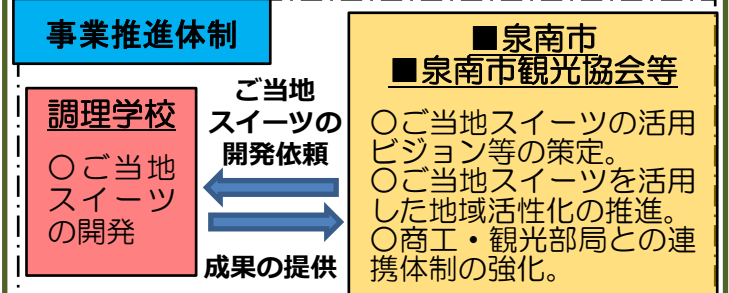 事業推進体制
調理学校
〇ご当地
スイーツ
の開発
ご当地
スイーツの
開発依頼
成果の提供
■泉南市
■泉南市観光協会等
〇ご当地スイーツの活用
ビジョン等の策定。
〇ご当地スイーツを活用
した地域活性化の推進。
〇商工・観光部局との連
携体制の強化。